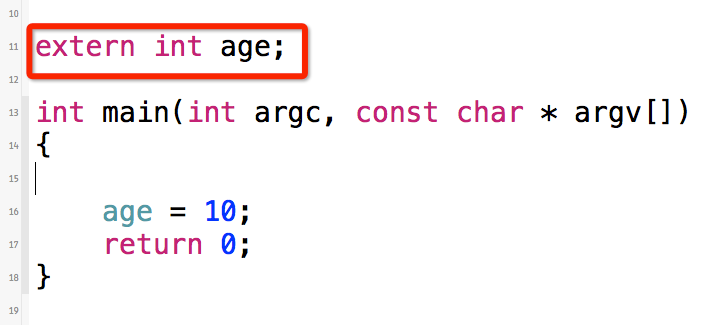 10
11 extern int age;
12
13 int main(int argc, const char * argv[])
14 {
15
16 age = 10;
17 return 0;
18 }
19